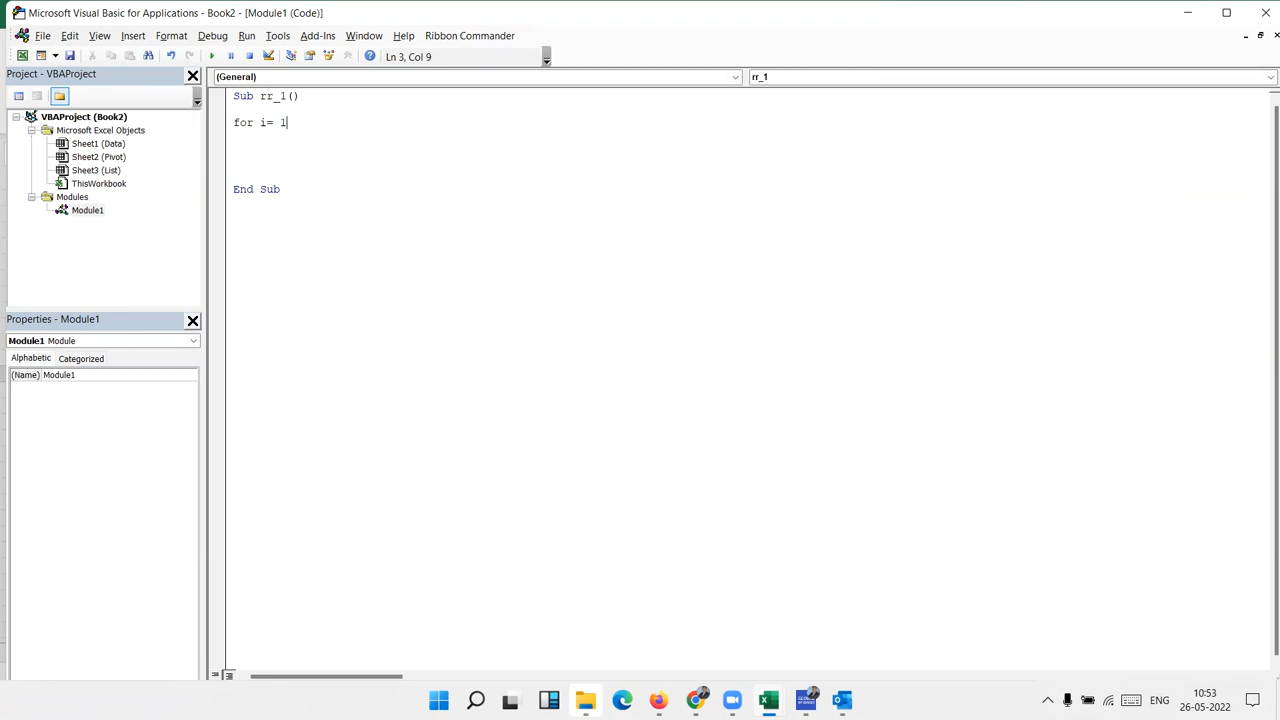 Microsoft Visual Basic for Applications - Book2 - [Module1 (Code)]
File Edit View Insert Format Debug Run Tools Add-Ins Window Help Ribbon Commander
Ln 3, Col 9
Project - VBAProject
(General)
rr_1
Sub rr_1()
for i= 1
End Sub
VBAProject (Book2)
Microsoft Excel Objects
Sheet1 (Data)
Sheet2 (Pivot)
Sheet3 (List)
ThisWorkbook
Modules
Module1
Properties - Module1
Module1 Module
Alphabetic Categorized
(Name) Module1
ENG
10:53
26-05-2022